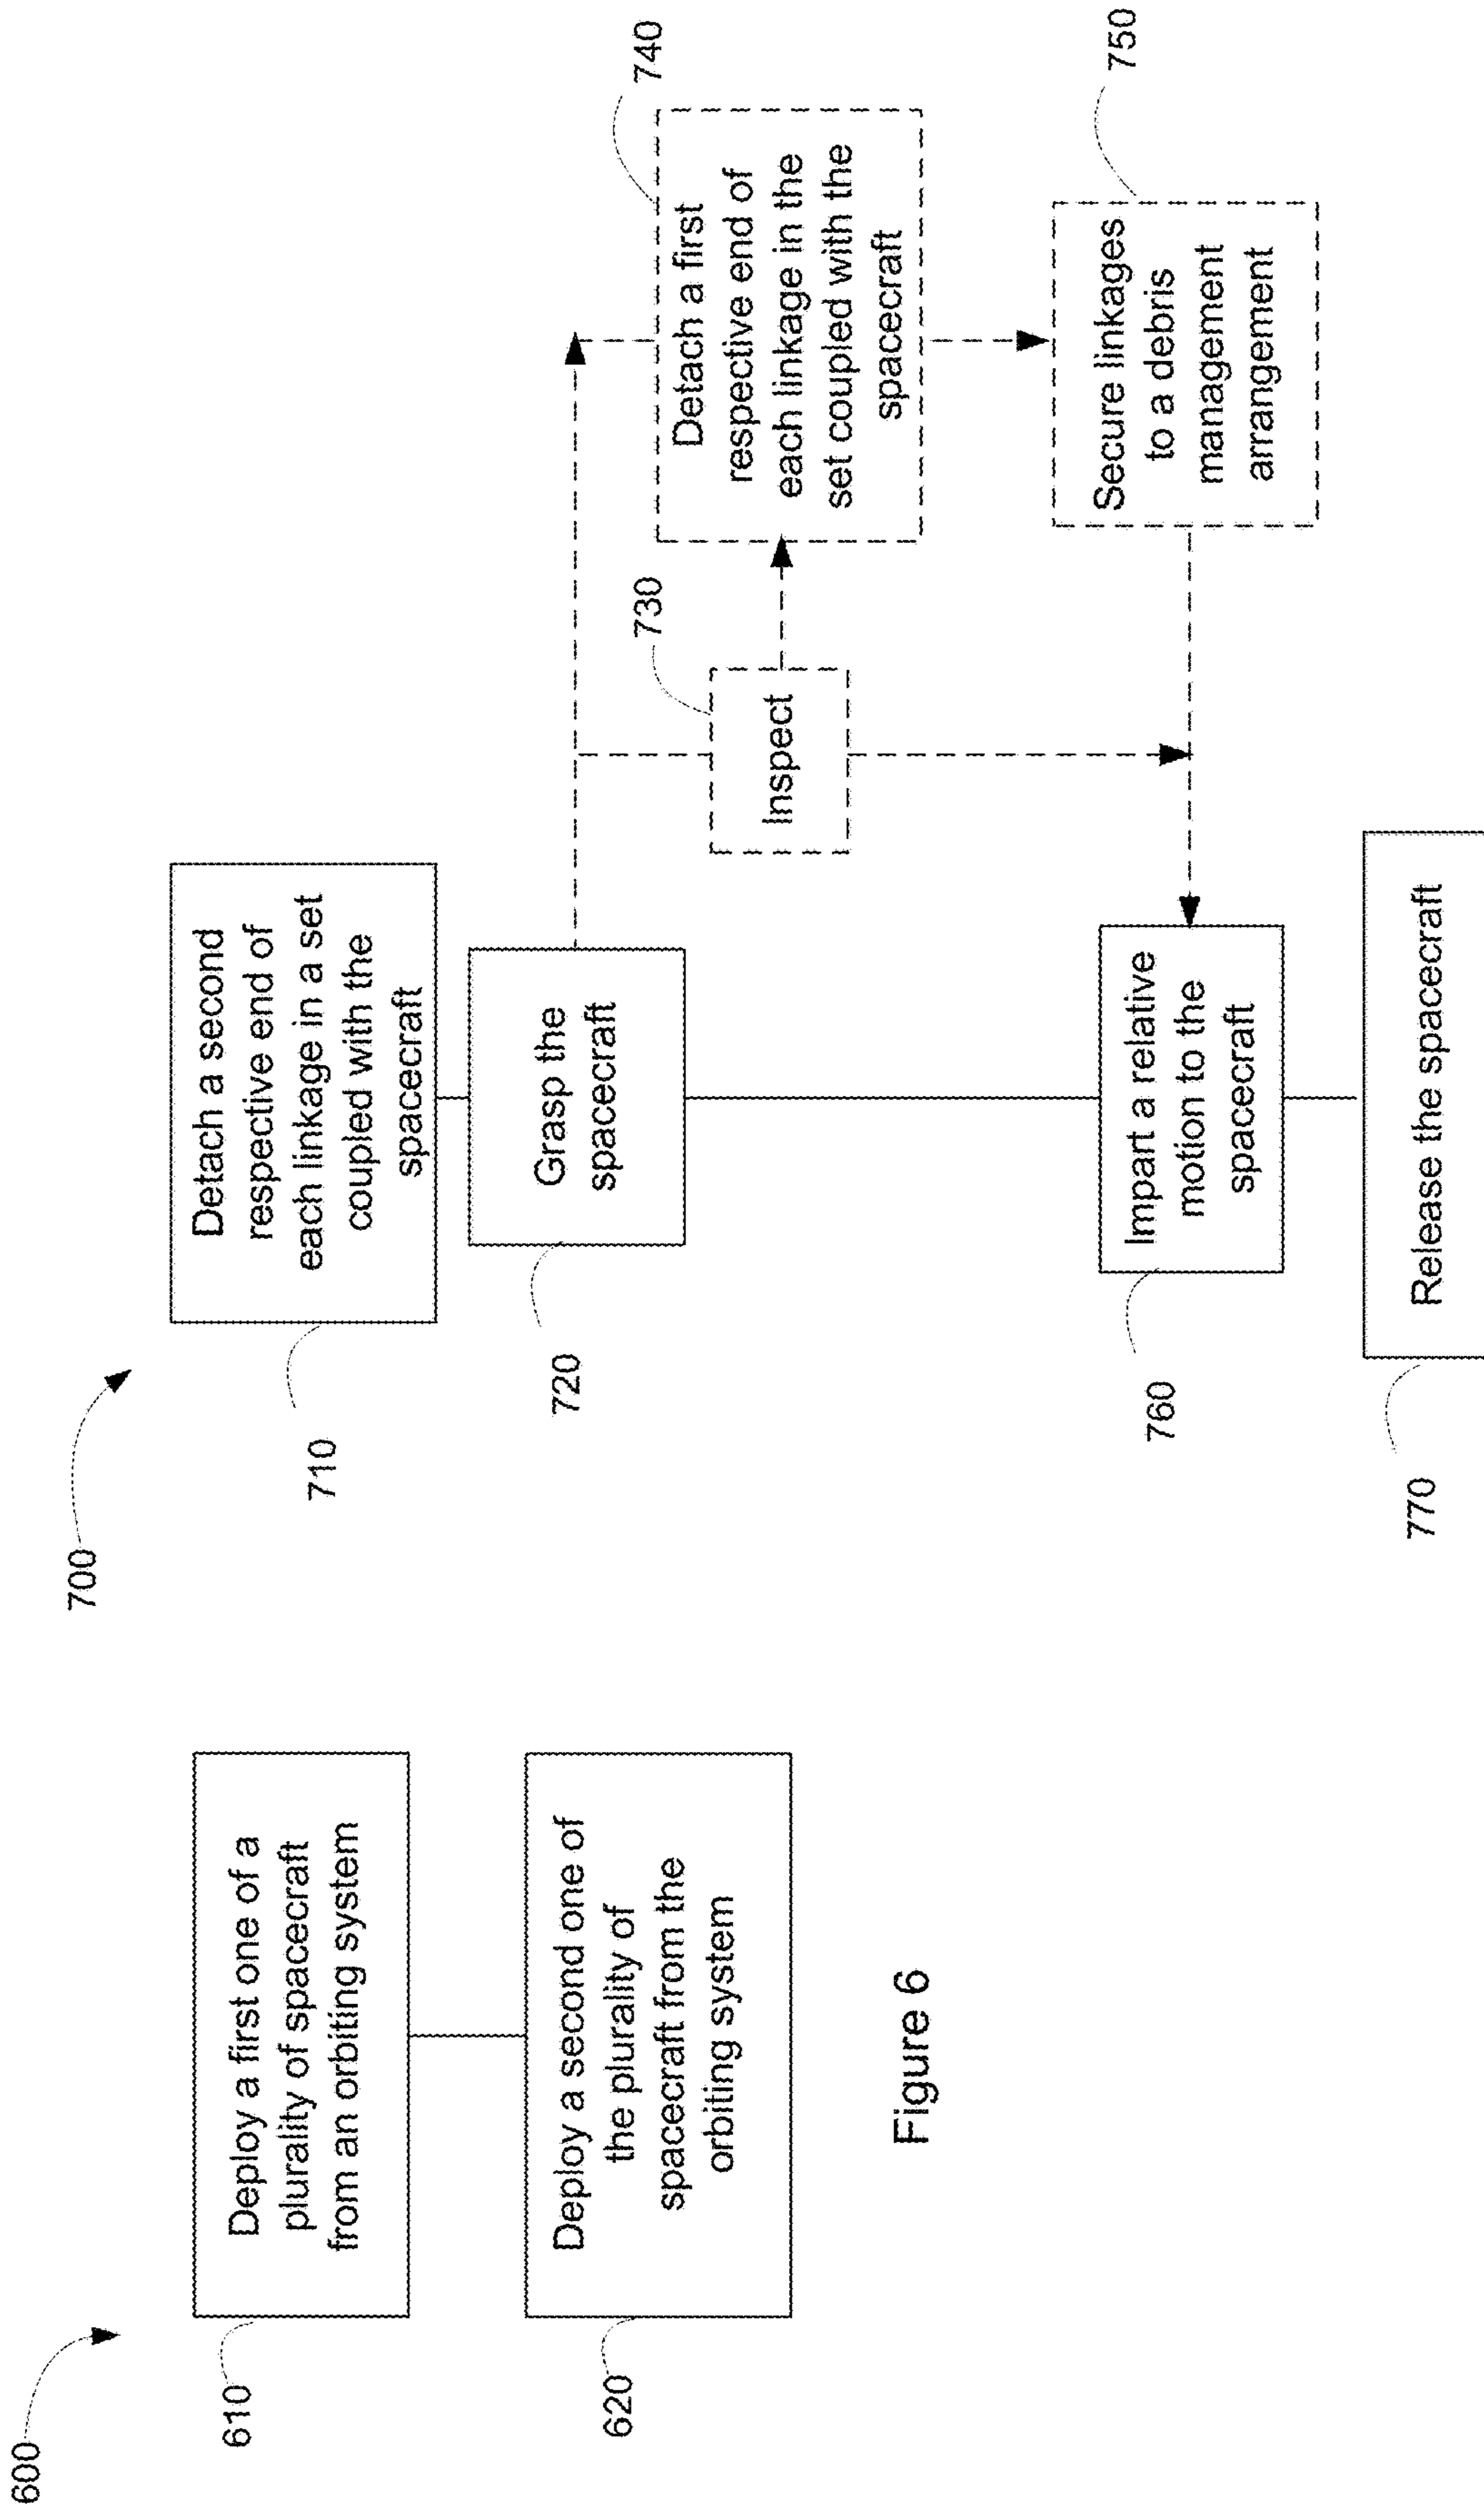 600
610
Deploy a first one of a
plurality of spacecraft
from an orbiting system
620
Deploy a second one of
the plurality of
spacecraft from the
orbiting system
Figure 6
700
710
Detach a second
respective end of
each linkage in a set
coupled with the
spacecraft
720
Grasp the
spacecraft
730
Inspect
740
Detach a first
respective end of
each linkage in the
set coupled with the
spacecraft
750
Secure linkages
to a debris
management
arrangement
760
Impart a relative
motion to the
spacecraft
770
Release the spacecraft